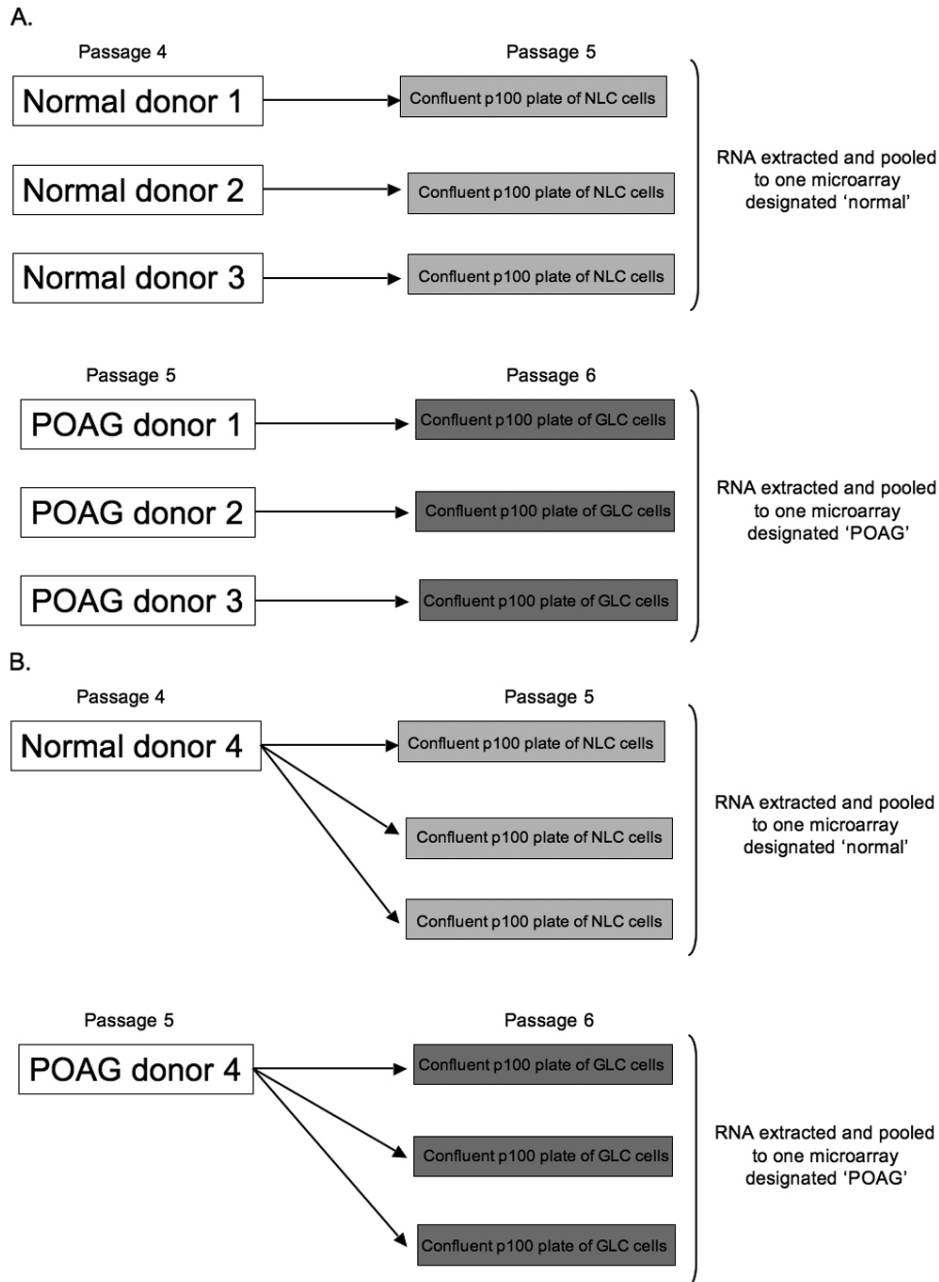 A.
Passage 4
Passage 5
Normal donor 1
Confluent p100 plate of NLC cells
Normal donor 2
Confluent p100 plate of NLC cells
Normal donor 3
Confluent p100 plate of NLC cells
RNA extracted and pooled
to one microarray
designated ‘normal’
Passage 5
Passage 6
POAG donor 1
Confluent p100 plate of GLC cells
POAG donor 2
Confluent p100 plate of GLC cells
POAG donor 3
Confluent p100 plate of GLC cells
RNA extracted and pooled
to one microarray
designated ‘POAG’
B.
Passage 4
Passage 5
Normal donor 4
Confluent p100 plate of NLC cells
Confluent p100 plate of NLC cells
Confluent p100 plate of NLC cells
RNA extracted and pooled
to one microarray
designated ‘normal’
Passage 5
Passage 6
POAG donor 4
Confluent p100 plate of GLC cells
Confluent p100 plate of GLC cells
Confluent p100 plate of GLC cells
RNA extracted and pooled
to one microarray
designated ‘POAG’